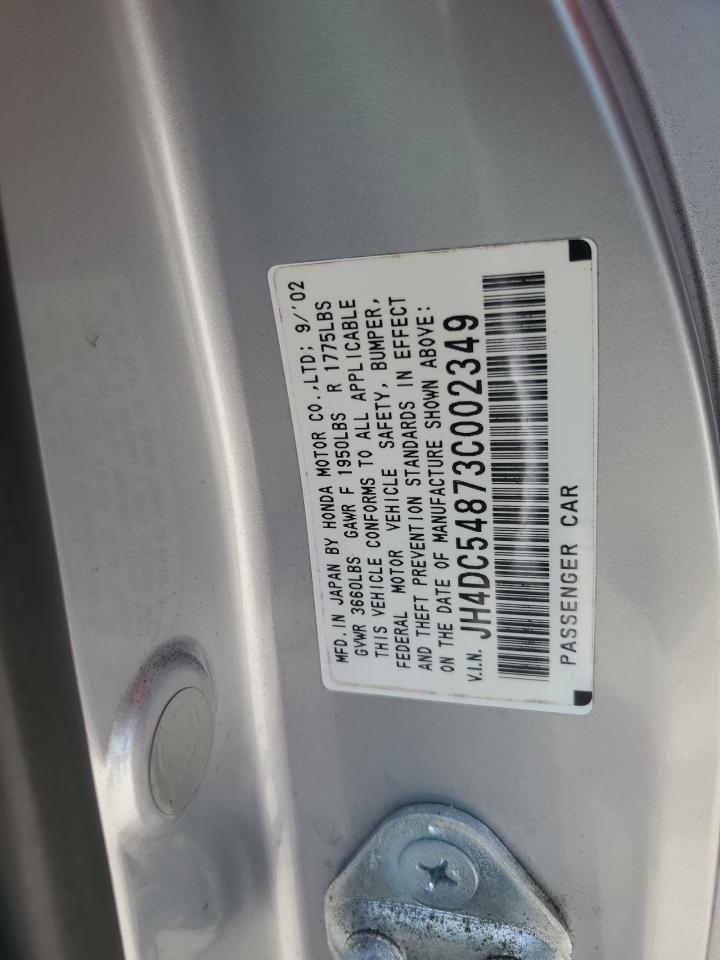 MFD. IN JAPAN BY HONDA MOTOR CO.,LTD; 9/'02
GVWR 3660LBS GAWR F 1950LBS R 1775LBS
THIS VEHICLE CONFORMS TO ALL APPLICABLE
FEDERAL MOTOR VEHICLE SAFETY, BUMPER,
AND THEFT PREVENTION STANDARDS IN EFFECT
ON THE DATE OF MANUFACTURE SHOWN ABOVE:
V.I.N. JH4DC54873C002349
PASSENGER CAR